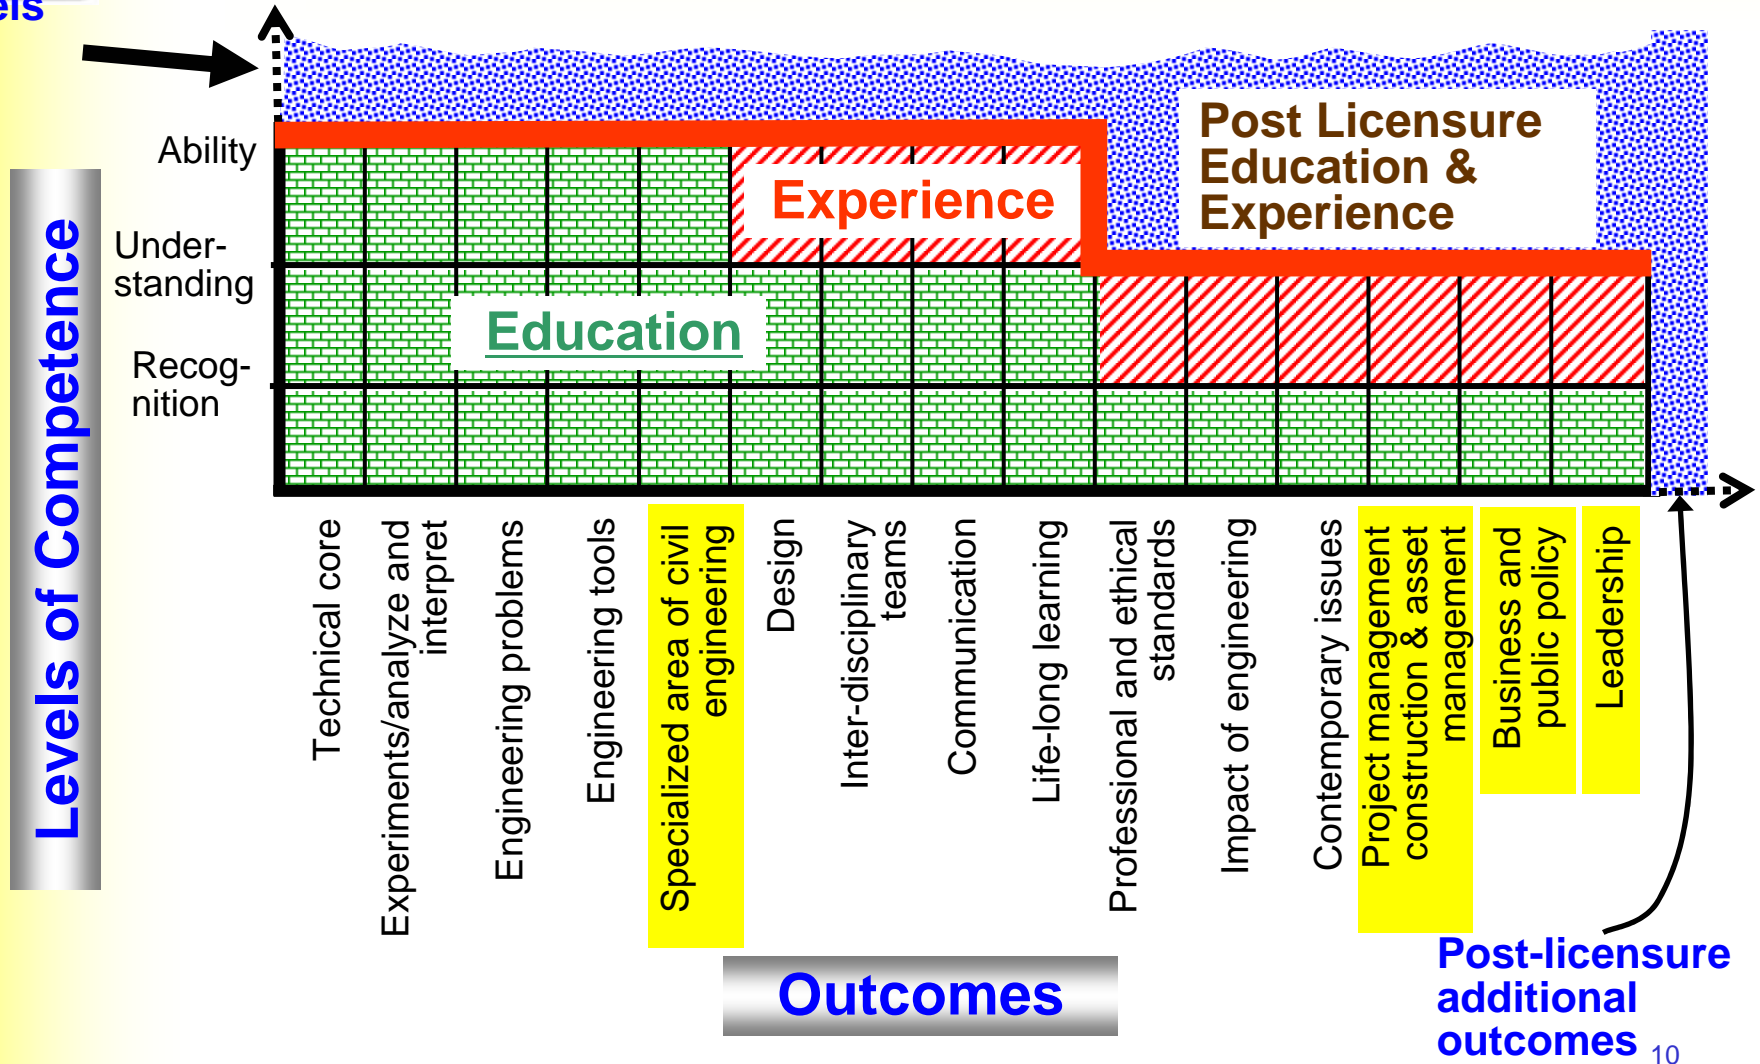 Ability
Under-
standing
Recog-
nition
Levels of Competence
Experience
Education
Post Licensure
Education &
Experience
Technical core
Experiments/analyze and
interpret
Engineering problems
Engineering tools
Specialized area of civil
engineering
Design
Inter-disciplinary
teams
Communication
Life-long learning
Professional and ethical
standards
Impact of engineering
Contemporary issues
Project management
construction & asset
management
Business and
public policy
Leadership
Outcomes
Post-licensure
additional
outcomes
10